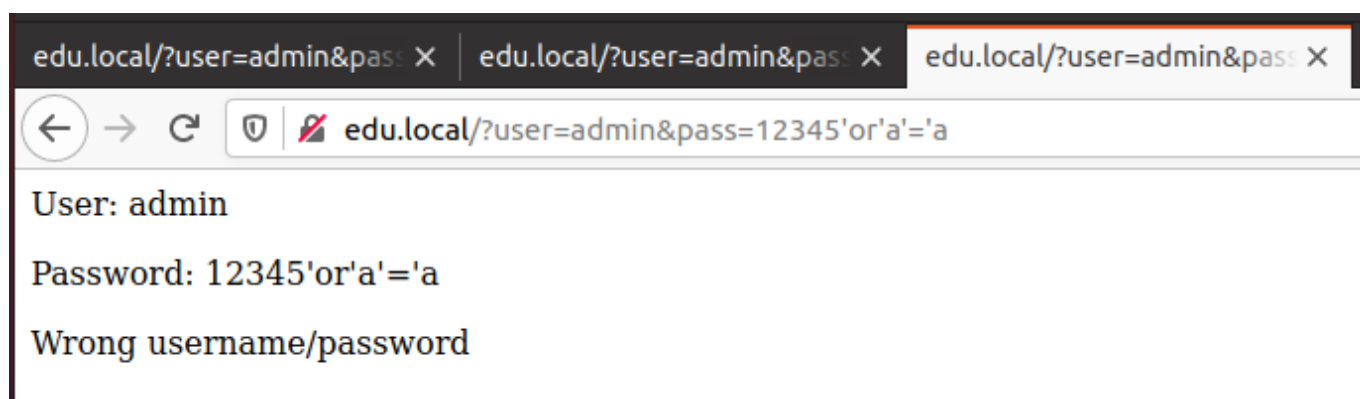 edu.local/?user=admin&pass edu.local/?user=admin&pass edu.local/?user=admin&pass
edu.local/?user=admin&pass=12345'or'a'='a
User: admin
Password: 12345'or'a'='a
Wrong username/password